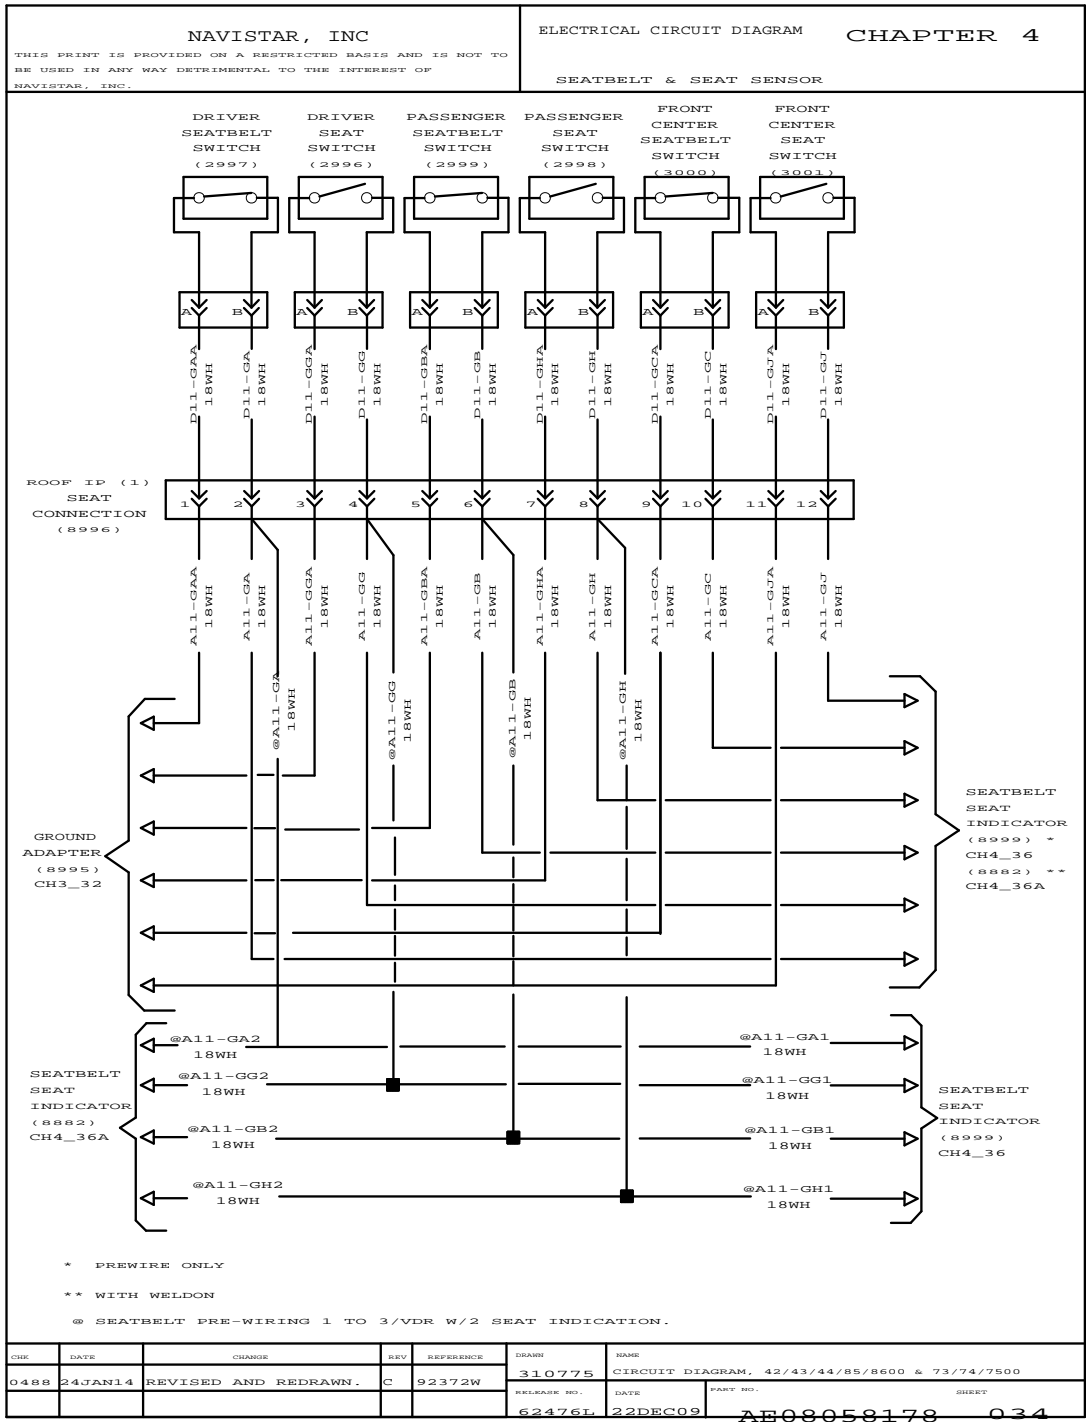 NAVISTAR, INC
THIS PRINT IS PROVIDED ON A RESTRICTED BASIS AND IS NOT TO
BE USED IN ANY WAY DETRIMENTAL TO THE INTEREST OF
NAVISTAR, INC.
ELECTRICAL CIRCUIT DIAGRAM
CHAPTER 4
SEATBELT & SEAT SENSOR
DRIVER
SEATBELT
SWITCH
(2997)
DRIVER
SEAT
SWITCH
(2996)
PASSENGER
SEATBELT
SWITCH
(2999)
PASSENGER
SEAT
SWITCH
(2998)
FRONT
CENTER
SEATBELT
SWITCH
(3000)
FRONT
CENTER
SEAT
SWITCH
(3001)
A B A B A B A B A B A B
D11-GAA
18WH
D11-GA
18WH
D11-GGA
18WH
D11-GG
18WH
D11-GBA
18WH
D11-GB
18WH
D11-GHA
18WH
D11-GH
18WH
D11-GCA
18WH
D11-GC
18WH
D11-GJA
18WH
D11-GJ
18WH
ROOF IP (1)
SEAT
CONNECTION
(8996)
1 2 3 4 5 6 7 8 9 10 11 12
A11-GAA
18WH
A11-GA
18WH
A11-GGA
18WH
A11-GG
18WH
A11-GBA
18WH
A11-GB
18WH
A11-GHA
18WH
A11-GH
18WH
A11-GCA
18WH
A11-GC
18WH
A11-GJA
18WH
A11-GJ
18WH
@A11-GA
18WH
@A11-GG
18WH
@A11-GB
18WH
@A11-GH
18WH
GROUND
ADAPTER
(8995)
CH3_32
SEATBELT
SEAT
INDICATOR
(8999) *
CH4_36
(8882) **
CH4_36A
@A11-GA2
18WH
@A11-GG2
18WH
@A11-GB2
18WH
@A11-GH2
18WH
SEATBELT
SEAT
INDICATOR
(8882)
CH4_36A
@A11-GA1
18WH
@A11-GG1
18WH
@A11-GB1
18WH
@A11-GH1
18WH
SEATBELT
SEAT
INDICATOR
(8999)
CH4_36
* PREWIRE ONLY
** WITH WELDON
@ SEATBELT PRE-WIRING 1 TO 3/VDR W/2 SEAT INDICATION.
CHK DATE CHANGE REV REFERENCE
0488 24JAN14 REVISED AND REDRAWN. C 92372W
DRAWN
310775
NAME
CIRCUIT DIAGRAM, 42/43/44/85/8600 & 73/74/7500
RELEASE NO.
62476L
DATE
22DEC09
PART NO.
AE08058178
SHEET
034